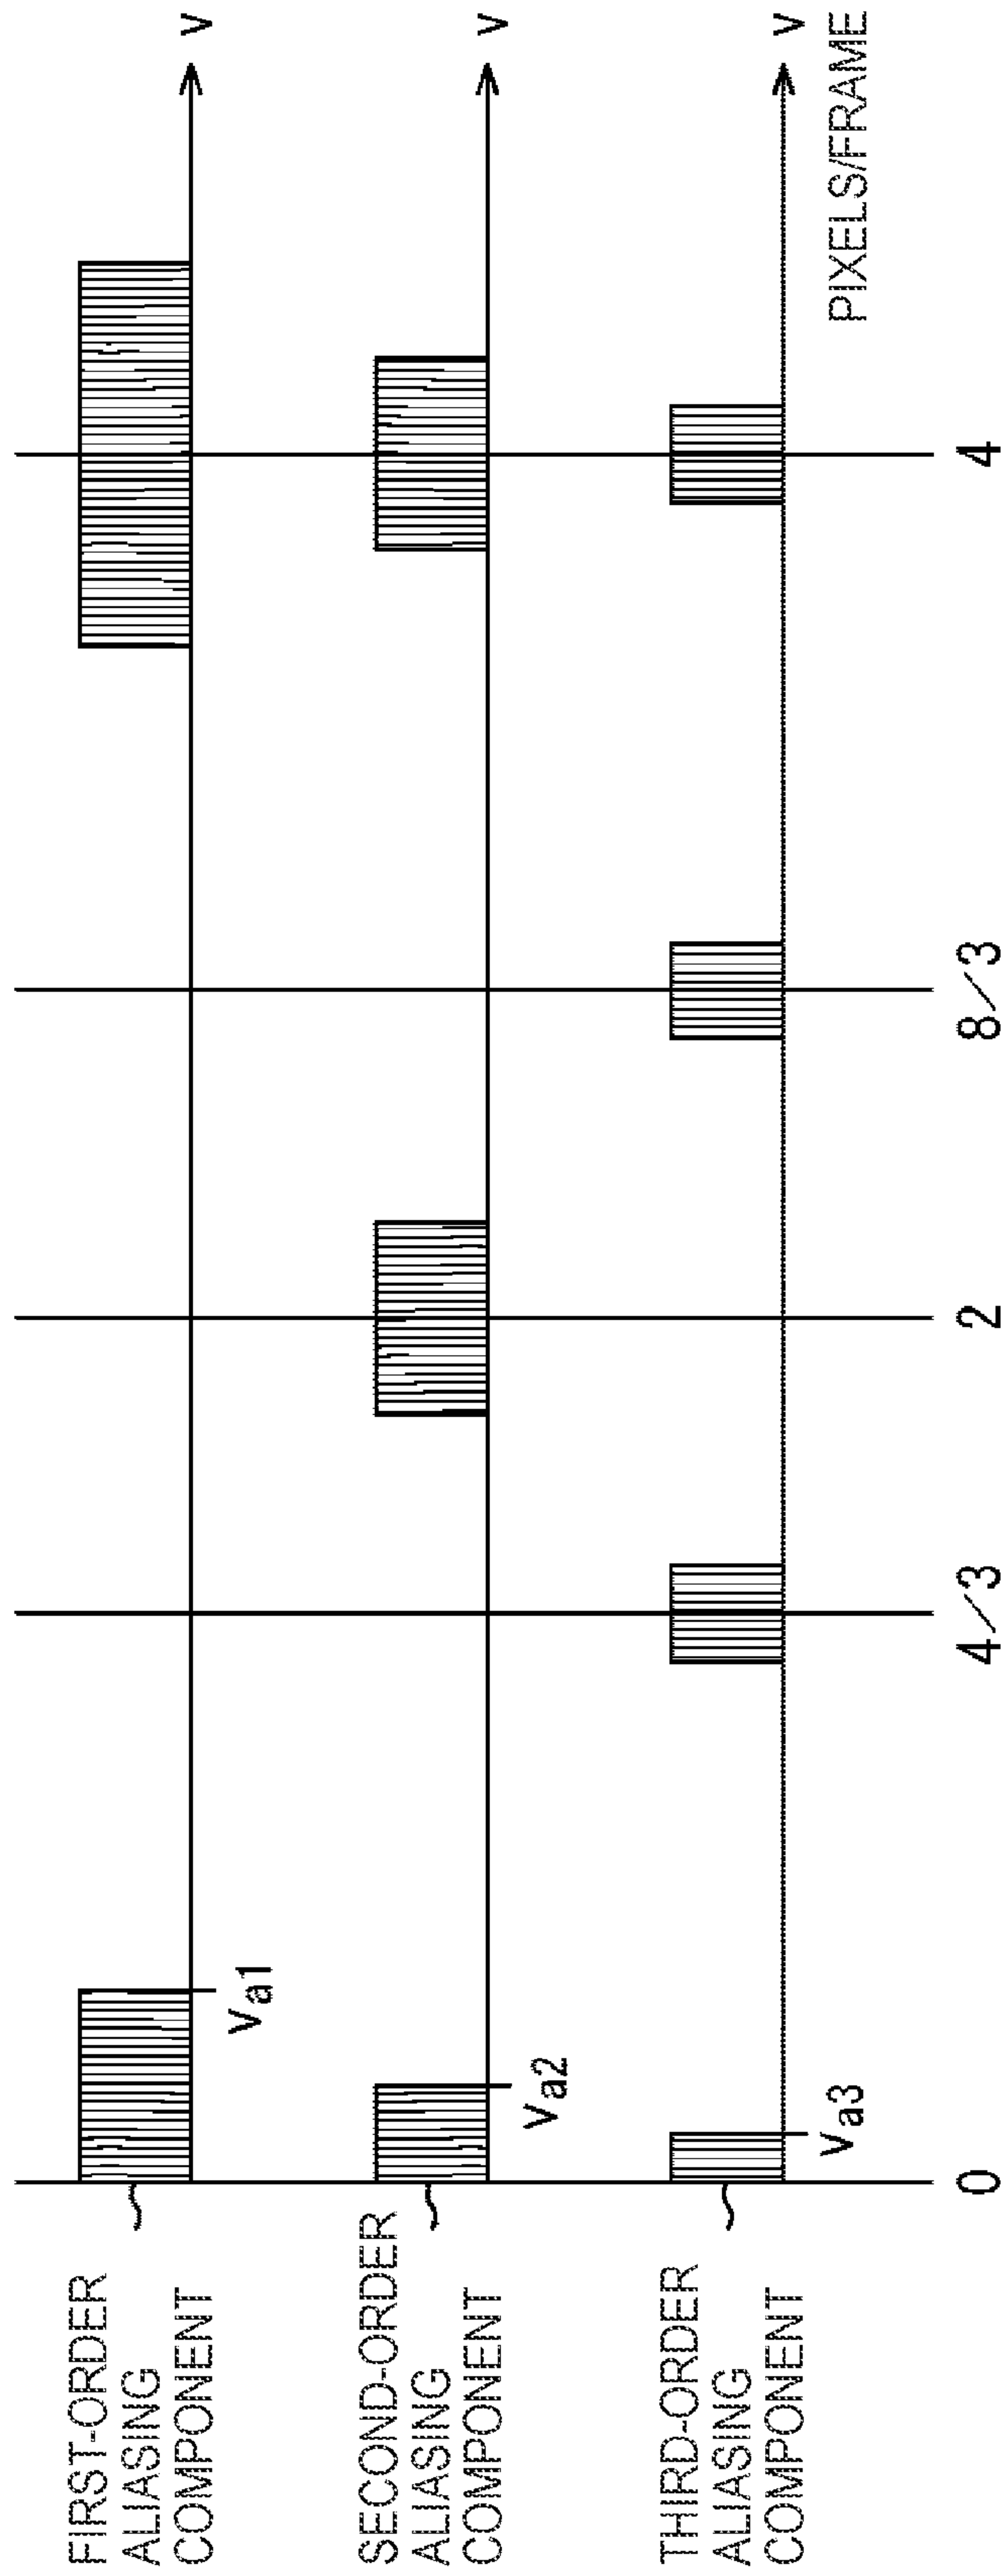 FIRST-ORDER
ALIASING
COMPONENT
Va1
v
SECOND-ORDER
ALIASING
COMPONENT
Va2
v
THIRD-ORDER
ALIASING
COMPONENT
Va3
v
PIXELS/FRAME
0
4/3
2
8/3
4